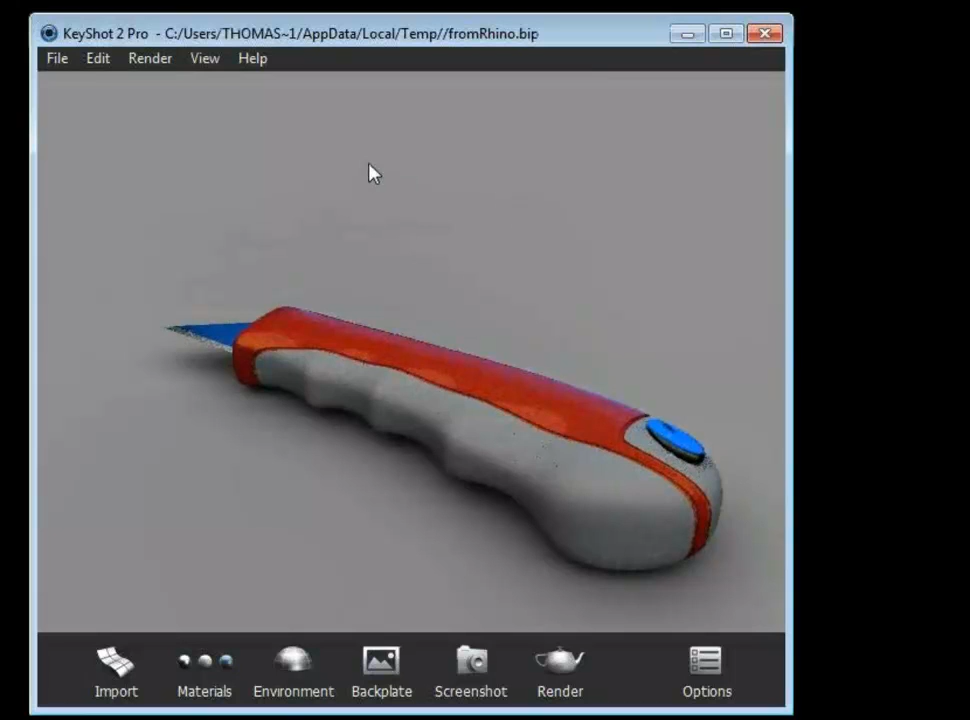 KeyShot 2 Pro - C:/Users/THOMAS~1/AppData/Local/Temp//fromRhino.bip
File Edit Render View Help
Import Materials Environment Backplate Screenshot Render Options